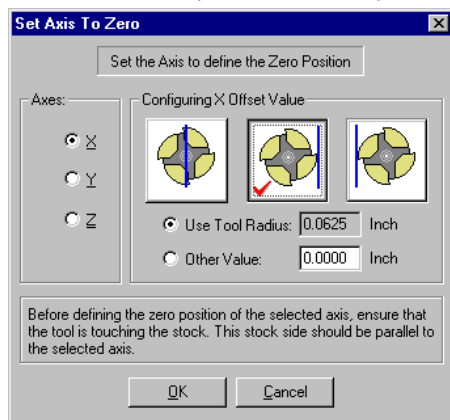 Set Axis To Zero
Set the Axis to define the Zero Position
Axes:
X
Y
Z
Configuring X Offset Value
Use Tool Radius: 0.0625 Inch
Other Value: 0.0000 Inch
Before defining the zero position of the selected axis, ensure that
the tool is touching the stock. This stock side should be parallel to
the selected axis.
OK Cancel